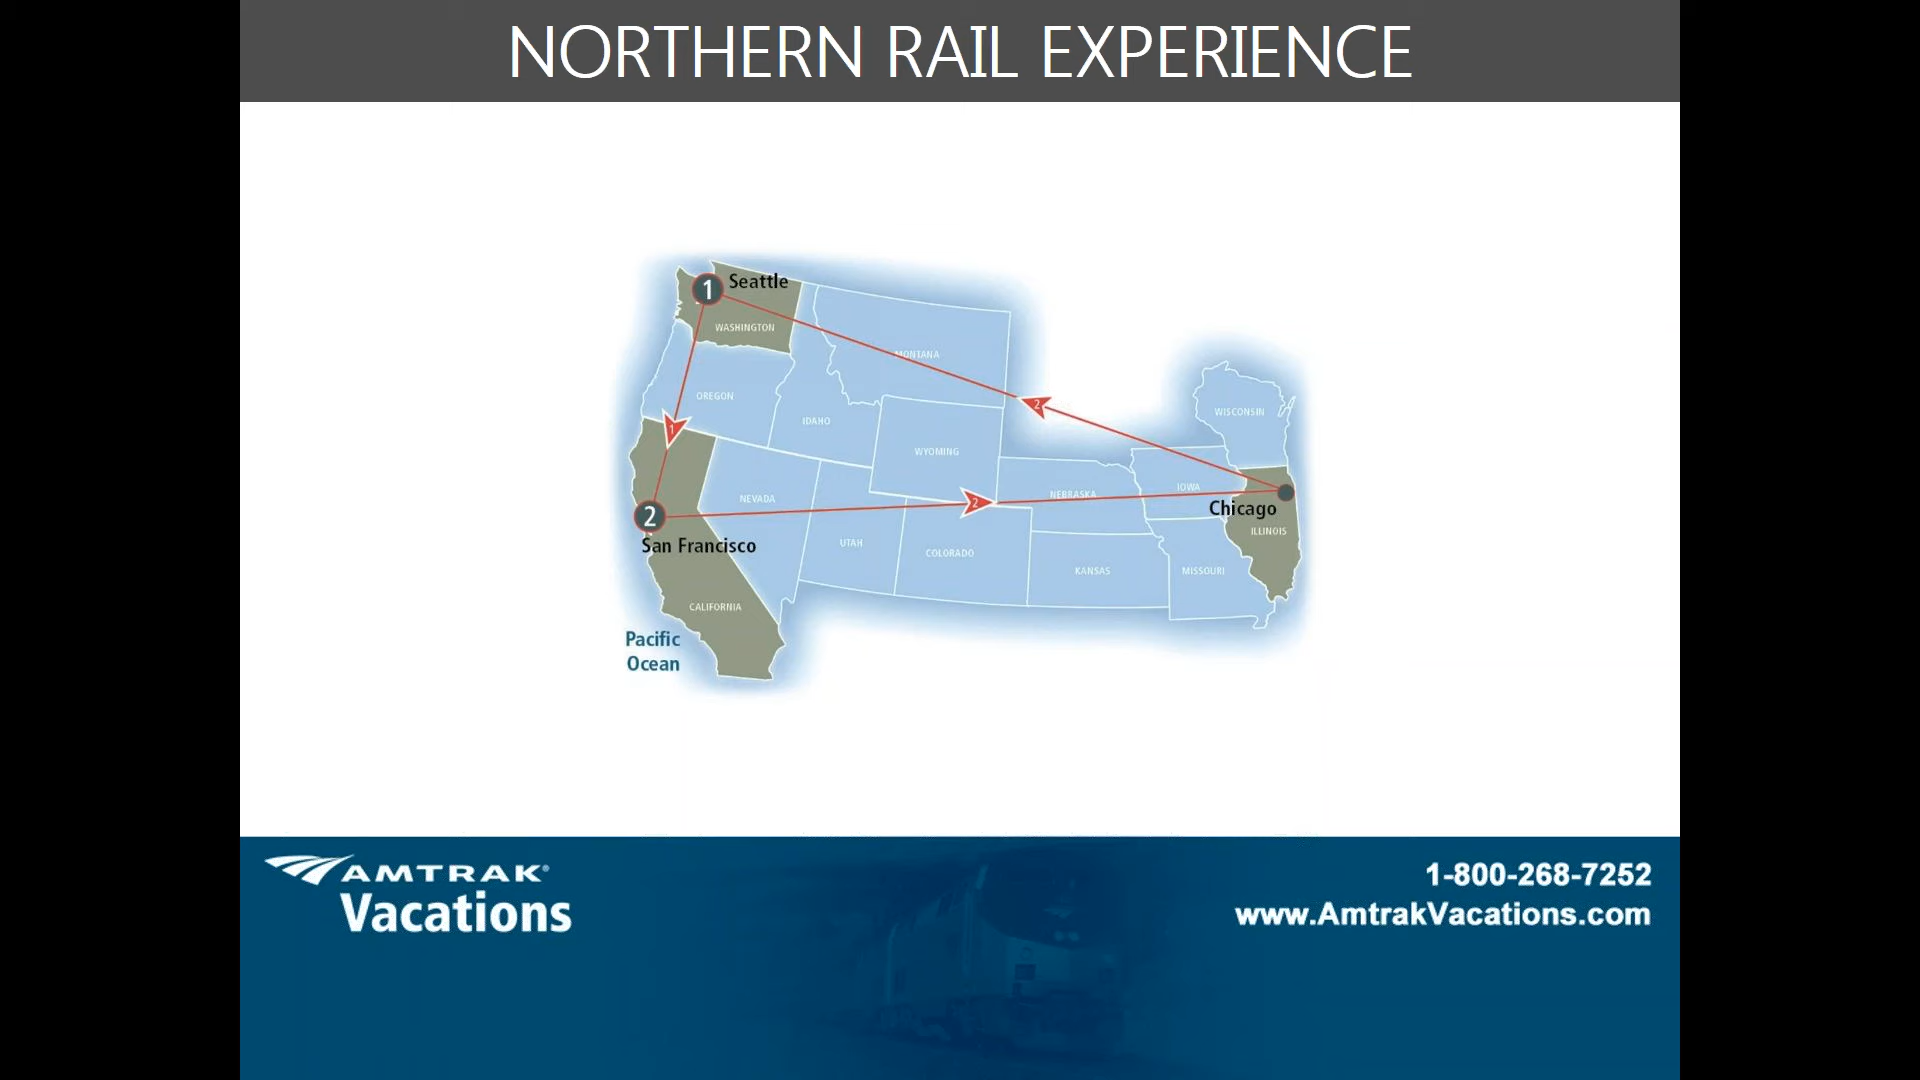 NORTHERN RAIL EXPERIENCE
1
Seattle
WASHINGTON
MONTANA
OREGON
IDAHO
2
WISCONSIN
1
WYOMING
NEVADA
2
NEBRASKA
IOWA
2
Chicago
San Francisco
UTAH
COLORADO
ILLINOIS
KANSAS
MISSOURI
CALIFORNIA
Pacific
Ocean
AMTRAK®
Vacations
1-800-268-7252
www.AmtrakVacations.com